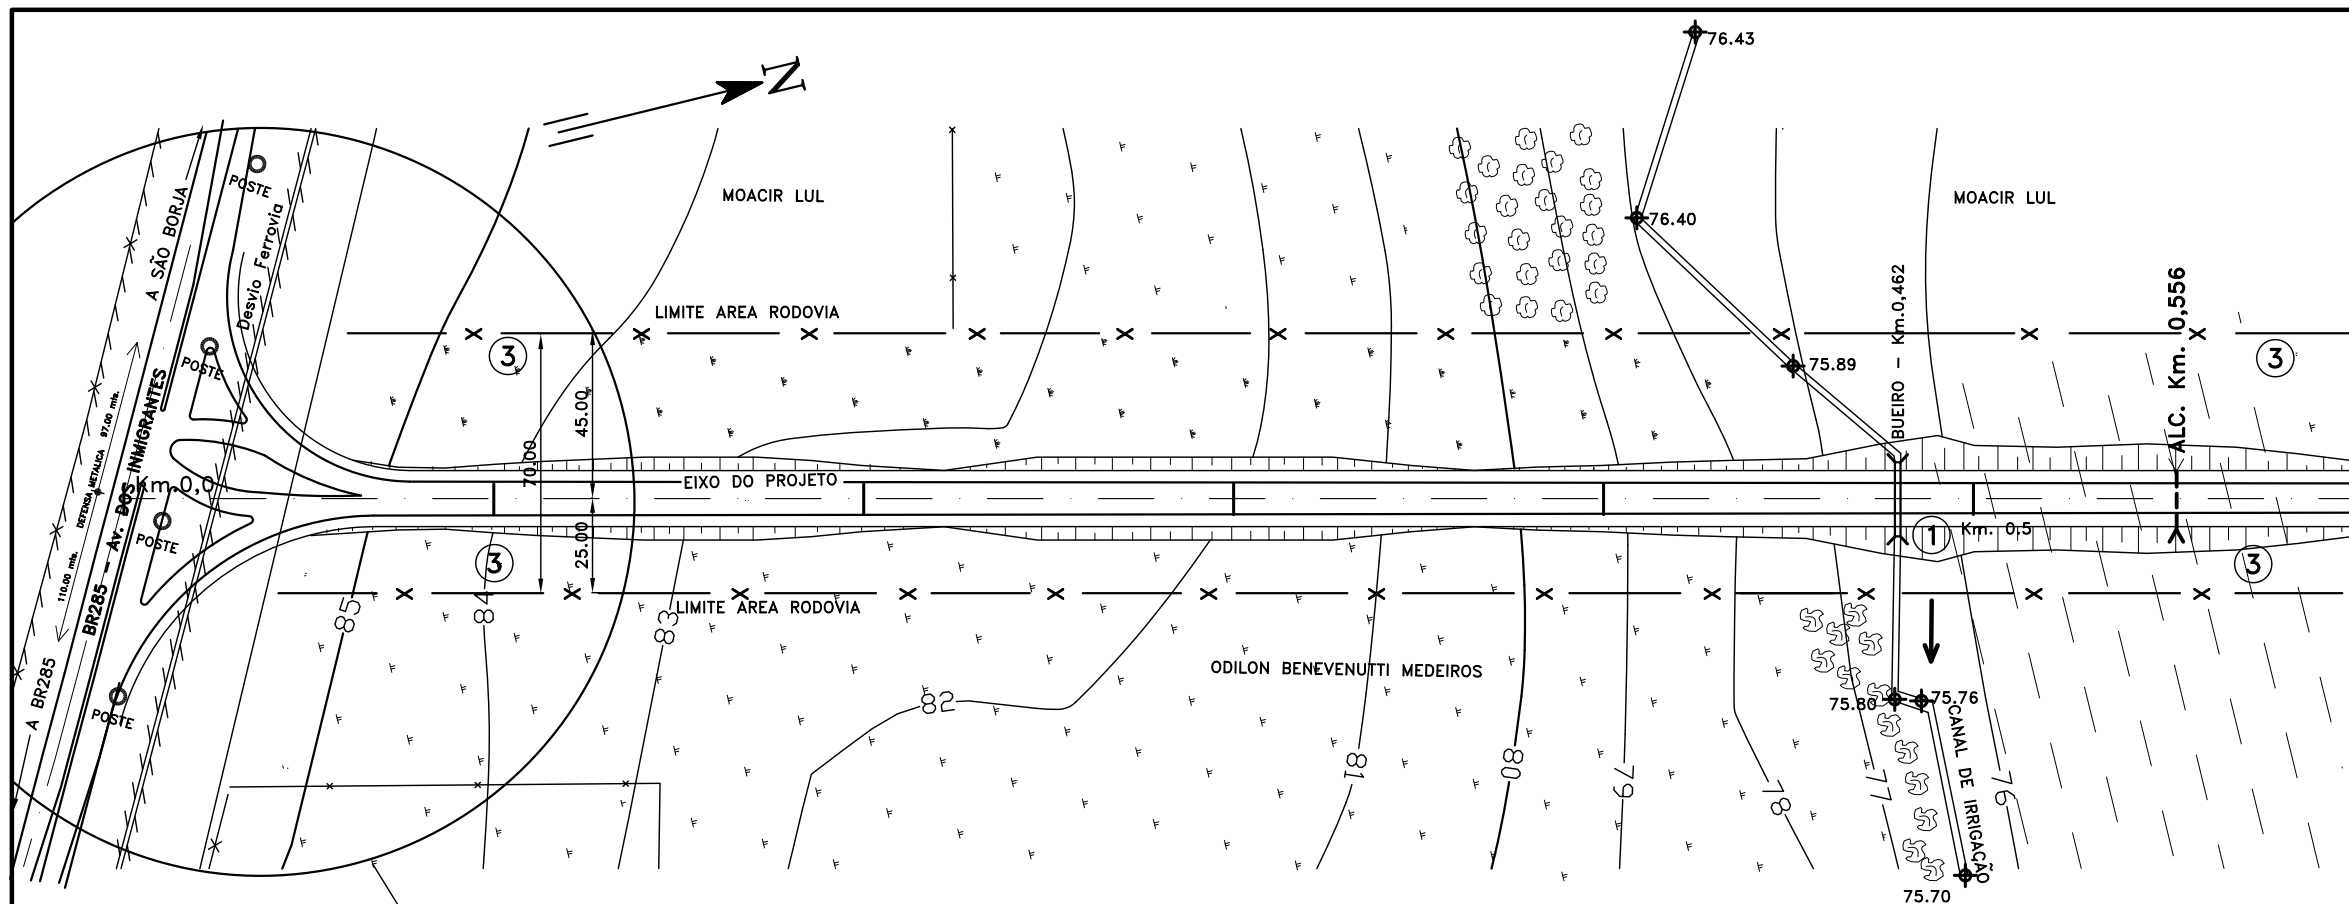 N
76.43
POSTE
A SÃO BORJA
Desvio Ferrovia
MOACIR LUL
76.40
MOACIR LUL
LIMITE AREA RODOVIA
BUEIRO - Km.0,462
ALC. Km. 0,556
3
3
75.89
POSTE
97.00 mts.
DEFENSA METALICA
110.00 mts.
BR285 - Av. DOS INMIGRANTES
45.00
70.00
25.00
Km.0,0
EIXO DO PROJETO
POSTE
3
1
Km. 0.5
3
LIMITE AREA RODOVIA
85
84
83
82
81
80
79
78
77
76
ODILON BENEVENUTTI MEDEIROS
A BR285
POSTE
75.80
75.76
CANAL DE IRRIGAÇÃO
75.70